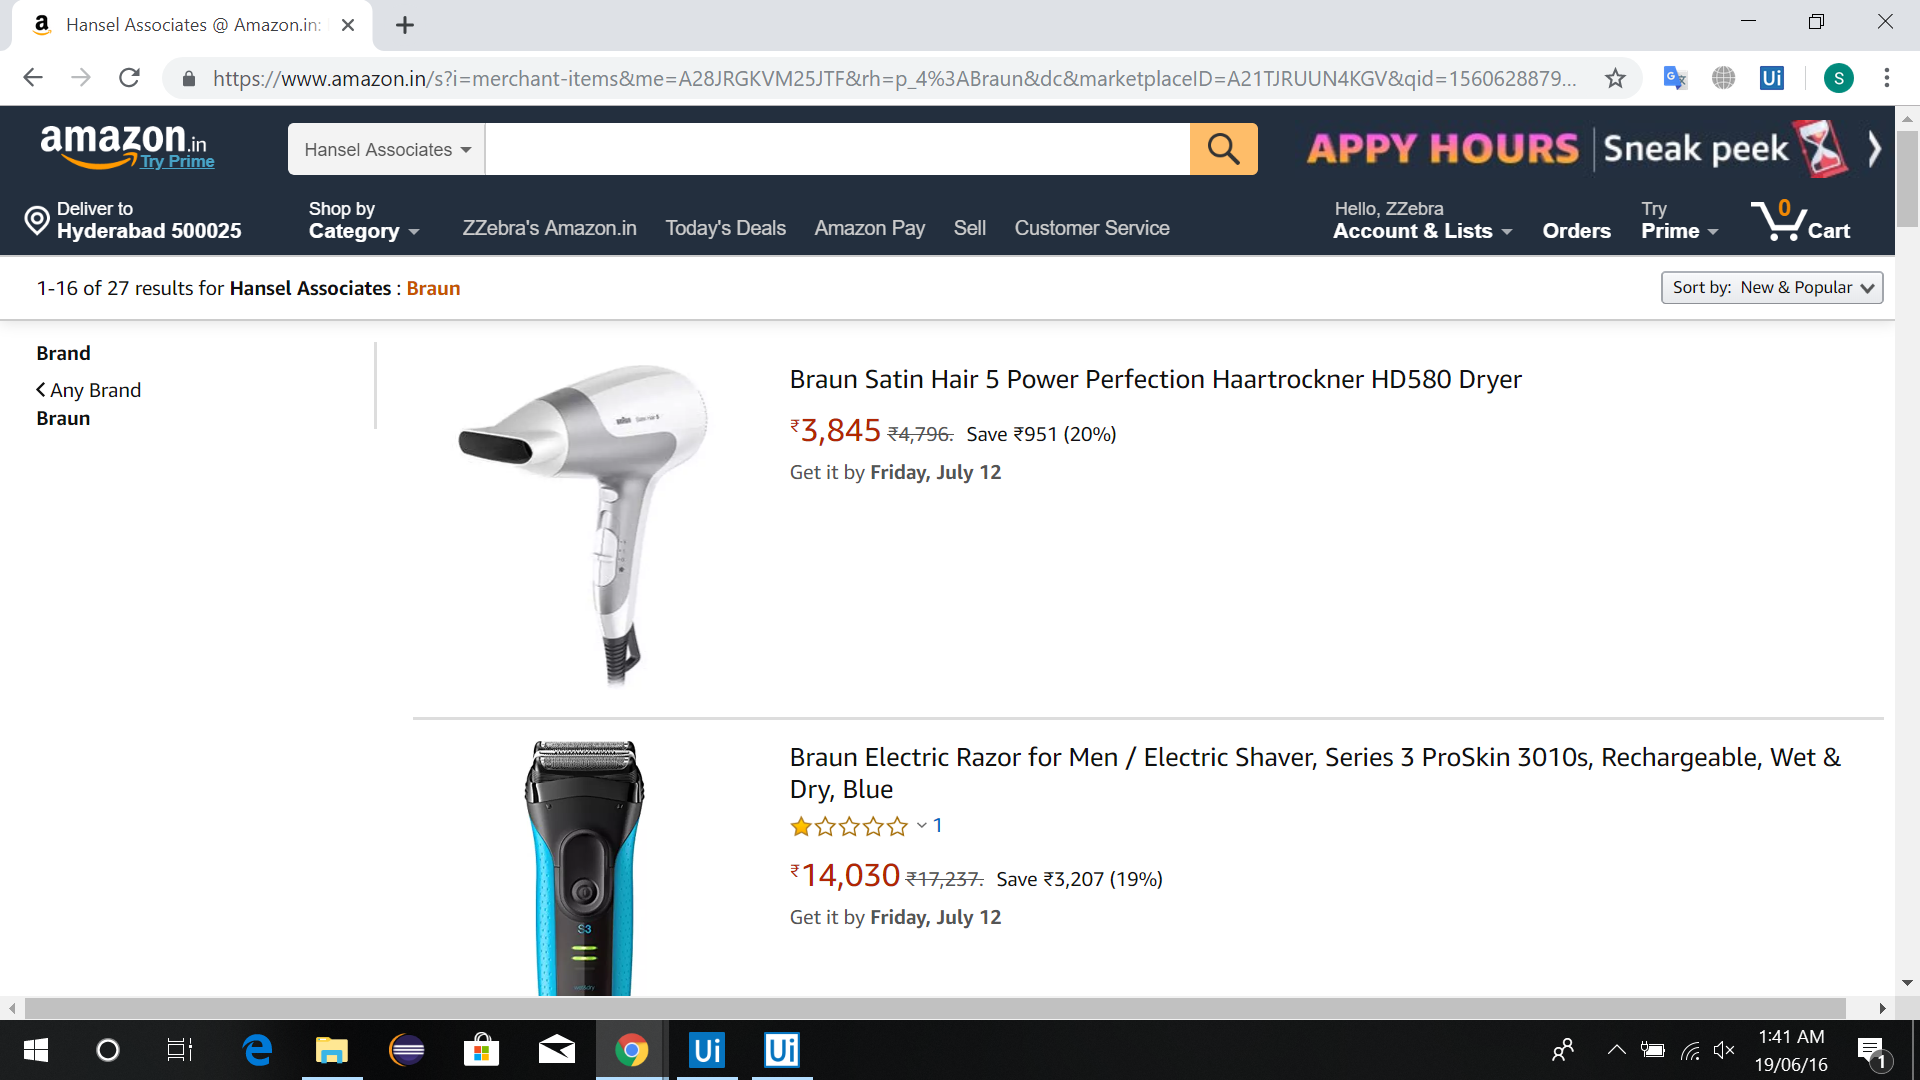 Hansel Associates @ Amazon.in:
https://www.amazon.in/s?i=merchant-items&me=A28JRGKVM25JTF&rh=p_4%3ABraun&dc&marketplaceID=A21TJRUUN4KGV&qid=1560628879...
Ui
S
amazon.in
Try Prime
Hansel Associates
APPY HOURS Sneak peek
Deliver to
Hyderabad 500025
Shop by
Category
ZZebra's Amazon.in Today's Deals Amazon Pay Sell Customer Service
Hello, ZZebra
Account & Lists
Orders
Try
Prime
0
Cart
1-16 of 27 results for Hansel Associates : Braun
Sort by: New & Popular
Brand
Any Brand
Braun
Braun Satin Hair 5 Power Perfection Haartrockner HD580 Dryer
₹3,845 ₹4,796. Save ₹951 (20%)
Get it by Friday, July 12
Braun Electric Razor for Men / Electric Shaver, Series 3 ProSkin 3010s, Rechargeable, Wet &
Dry, Blue
1
₹14,030 ₹17,237. Save ₹3,207 (19%)
Get it by Friday, July 12
S3
Ui
Ui
1:41 AM
19/06/16
1